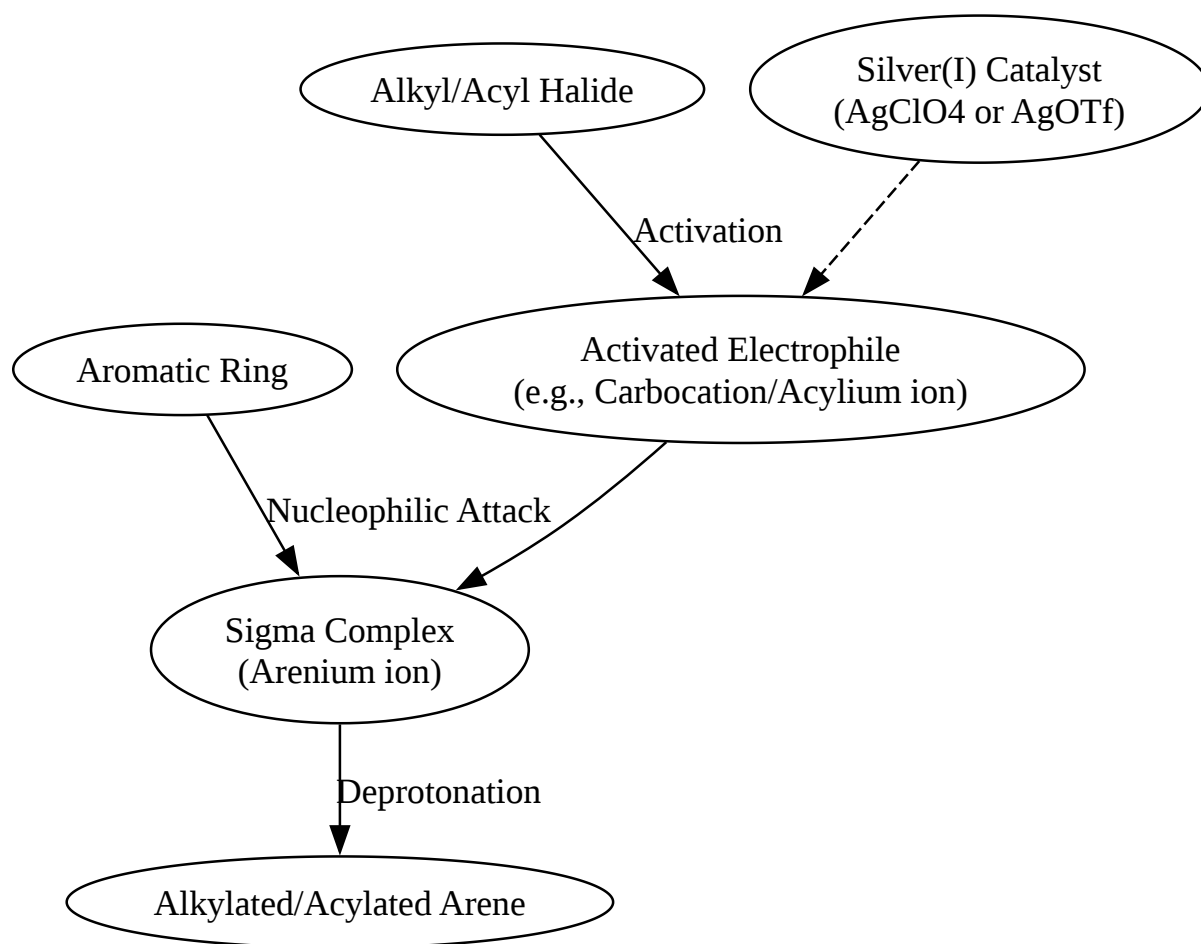 Alkyl/Acyl Halide
Silver(I) Catalyst
(AgClO4 or AgOTf)
Activation
Aromatic Ring
Activated Electrophile
(e.g., Carbocation/Acylium ion)
Nucleophilic Attack
Sigma Complex
(Arenium ion)
Deprotonation
Alkylated/Acylated Arene